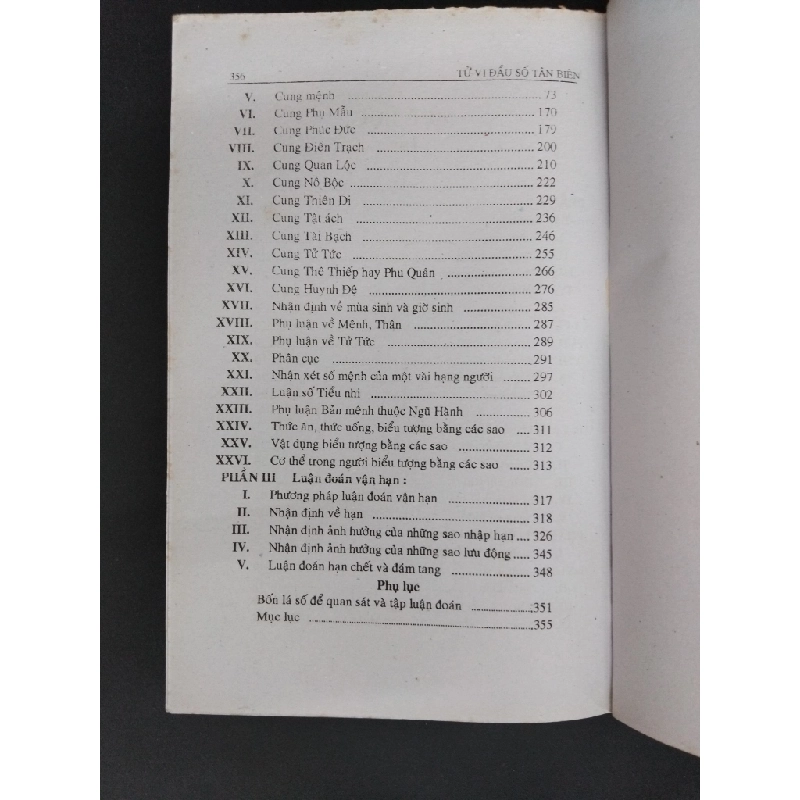 356 TỬ VI ĐẨU SỐ TÂN BIÊN
V. Cung mệnh ........ 73
VI. Cung Phụ Mẫu ........ 170
VII. Cung Phúc Đức ........ 179
VIII. Cung Điền Trạch ........ 200
IX. Cung Quan Lộc ........ 210
X. Cung Nô Bộc ........ 222
XI. Cung Thiên Di ........ 229
XII. Cung Tật ách ........ 236
XIII. Cung Tài Bạch ........ 246
XIV. Cung Tử Tức ........ 255
XV. Cung Thê Thiếp hay Phu Quân ........ 266
XVI. Cung Huynh Đệ ........ 276
XVII. Nhận định về mùa sinh và giờ sinh ........ 285
XVIII. Phụ luận về Mệnh, Thân ........ 287
XIX. Phụ luận về Tử Tức ........ 289
XX. Phân cục ........ 291
XXI. Nhận xét số mệnh của một vài hạng người ........ 297
XXII. Luận số Tiểu nhi ........ 302
XXIII. Phụ luận Bản mệnh thuộc Ngũ Hành ........ 306
XXIV. Thức ăn, thức uống, biểu tương bằng các sao .... 311
XXV. Vật dụng biểu tượng bằng các sao ........ 312
XXVI. Cơ thể trong người biểu tượng bằng các sao .... 313
PHẦN III Luận đoán vận hạn :
I. Phương pháp luận đoán vận hạn ........ 317
II. Nhận định về hạn ........ 318
III. Nhận định ảnh hưởng của những sao nhập hạn .... 326
IV. Nhận định ảnh hưởng của những sao lưu động ..... 345
V. Luận đoán hạn chết và đám tang ........ 348
Phụ lục
Bốn lá số để quan sát và tập luận đoán ........ 351
Mục lục ........ 355